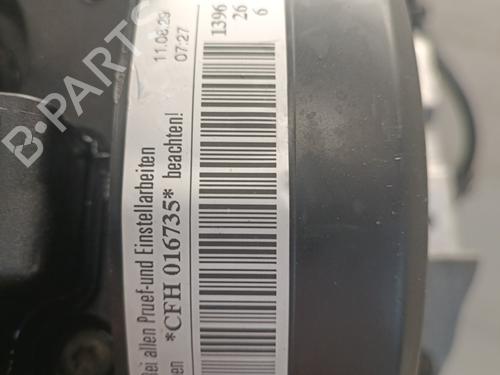 11.08.29
07:27
1396
26
6
Bei allen Pruef-und Einstellarbeiten
*CFH 016735* beachten!
B-PARTS